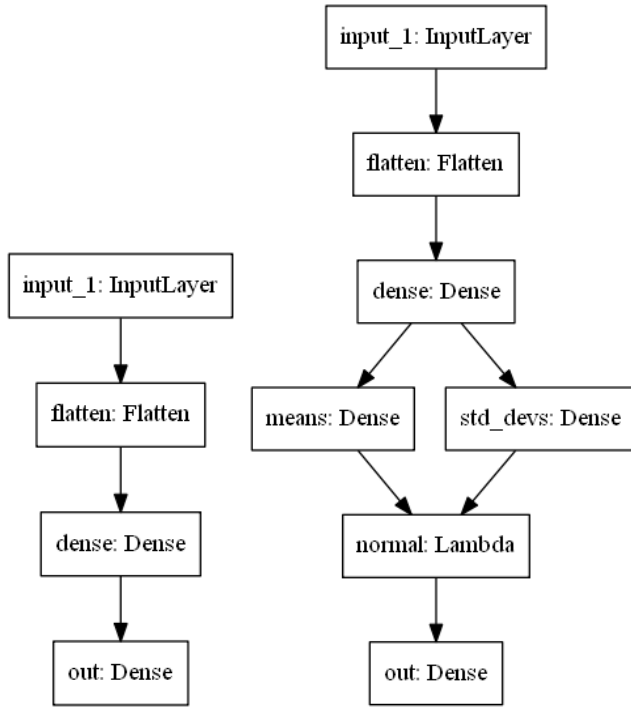 input_1: InputLayer
flatten: Flatten
dense: Dense
out: Dense
input_1: InputLayer
flatten: Flatten
dense: Dense
means: Dense
std_devs: Dense
normal: Lambda
out: Dense